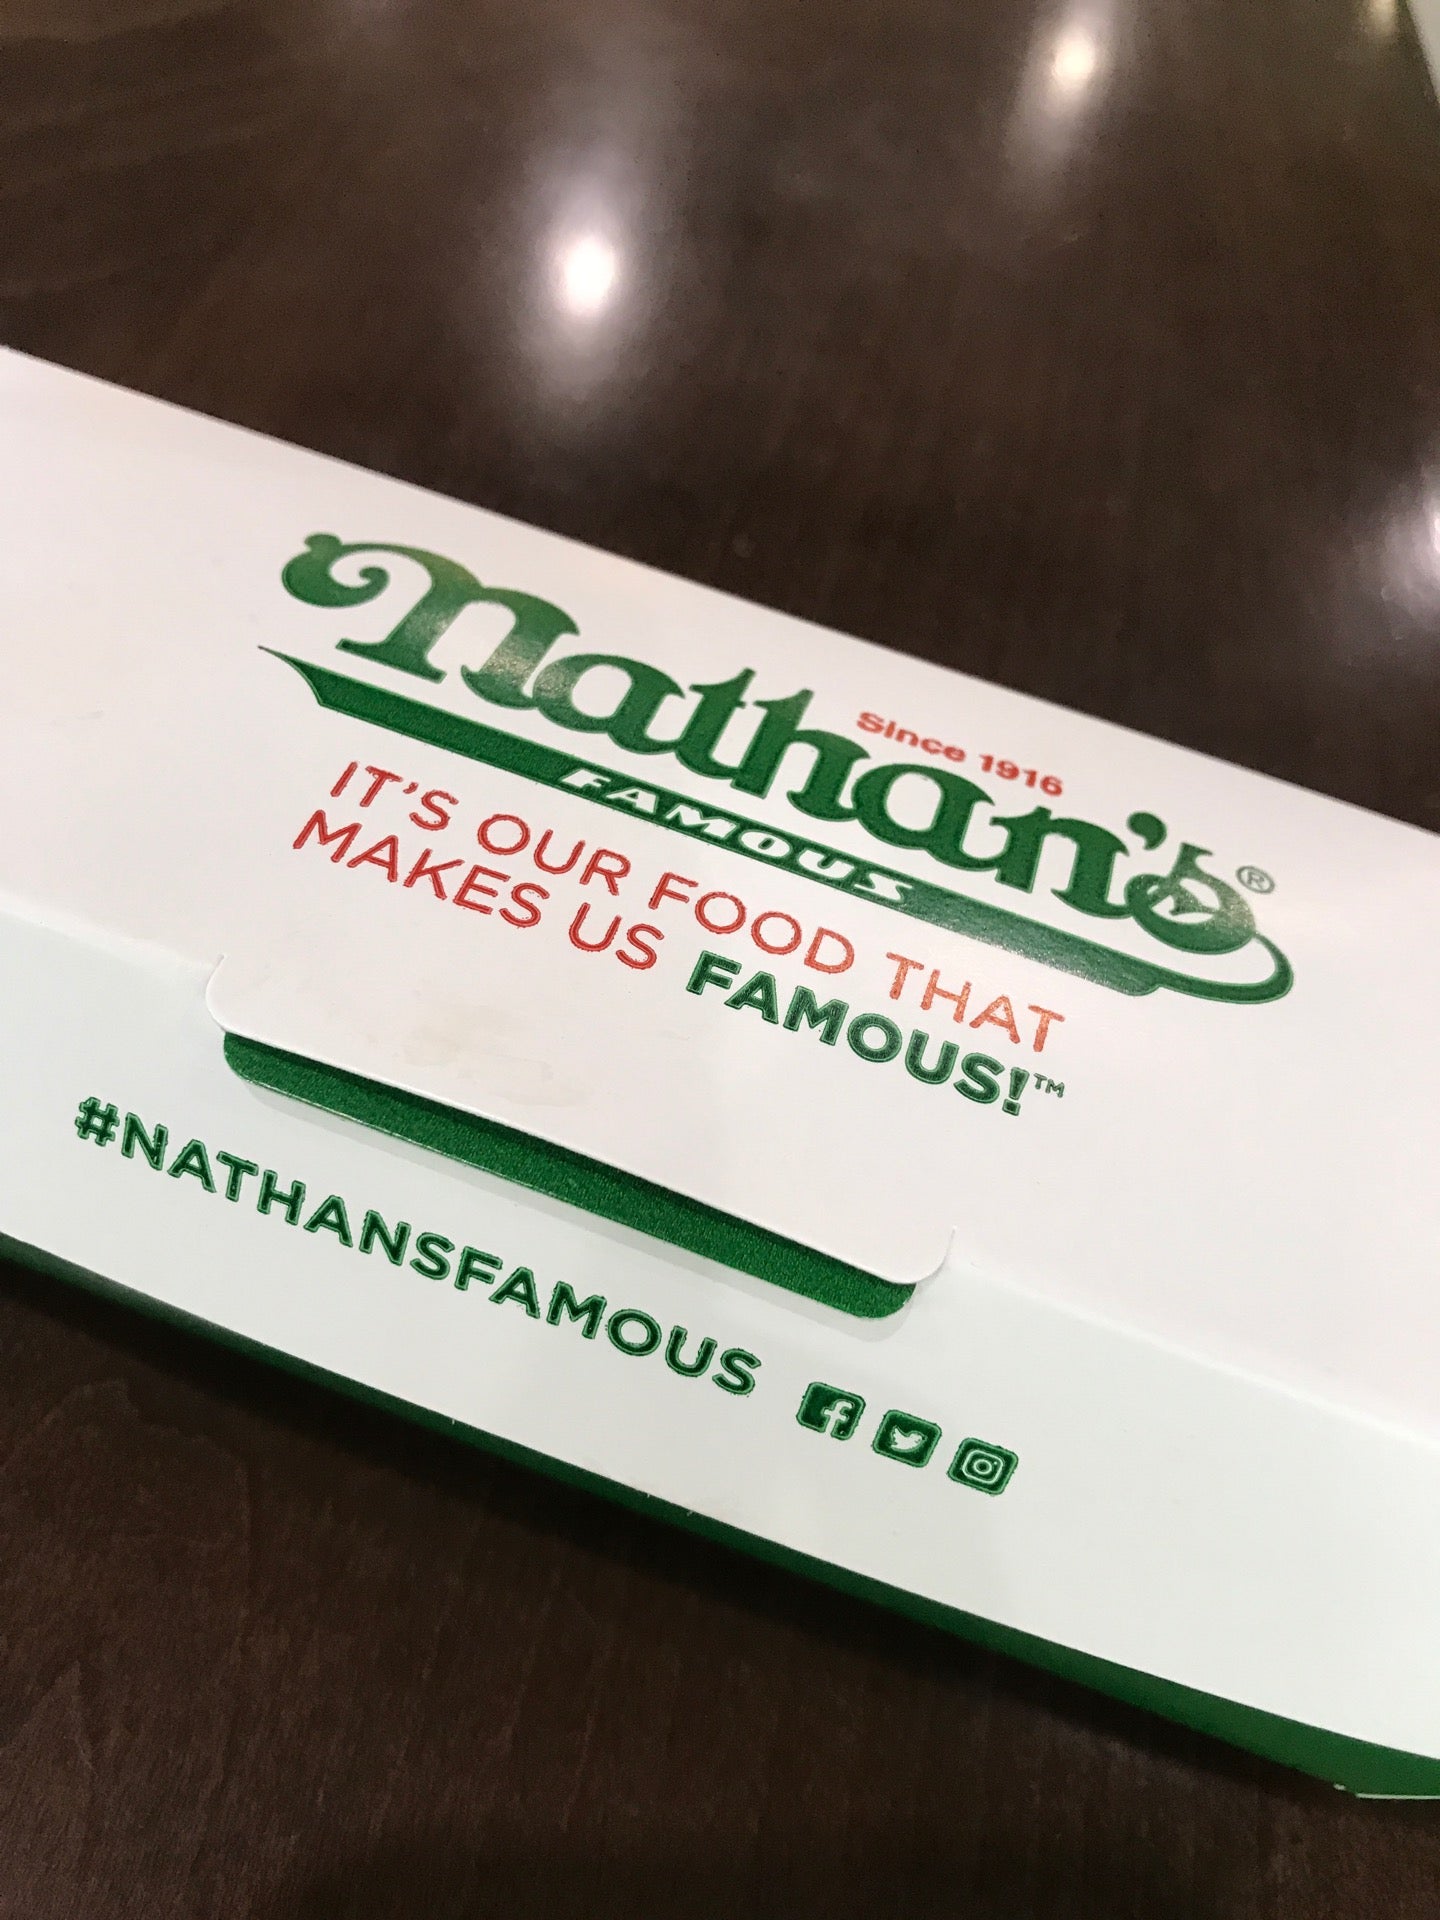 Nathan's®
Since 1916
FAMOUS
IT'S OUR FOOD THAT
MAKES US FAMOUS!™
#NATHANSFAMOUS